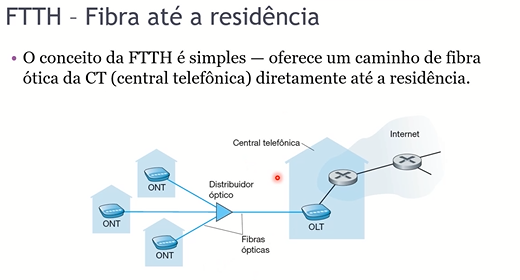 FTTH – Fibra até a residência
• O conceito da FTTH é simples — oferece um caminho de fibra
ótica da CT (central telefônica) diretamente até a residência.
Central telefônica
Internet
ONT
Distribuidor
óptico
ONT
OLT
ONT
Fibras
ópticas